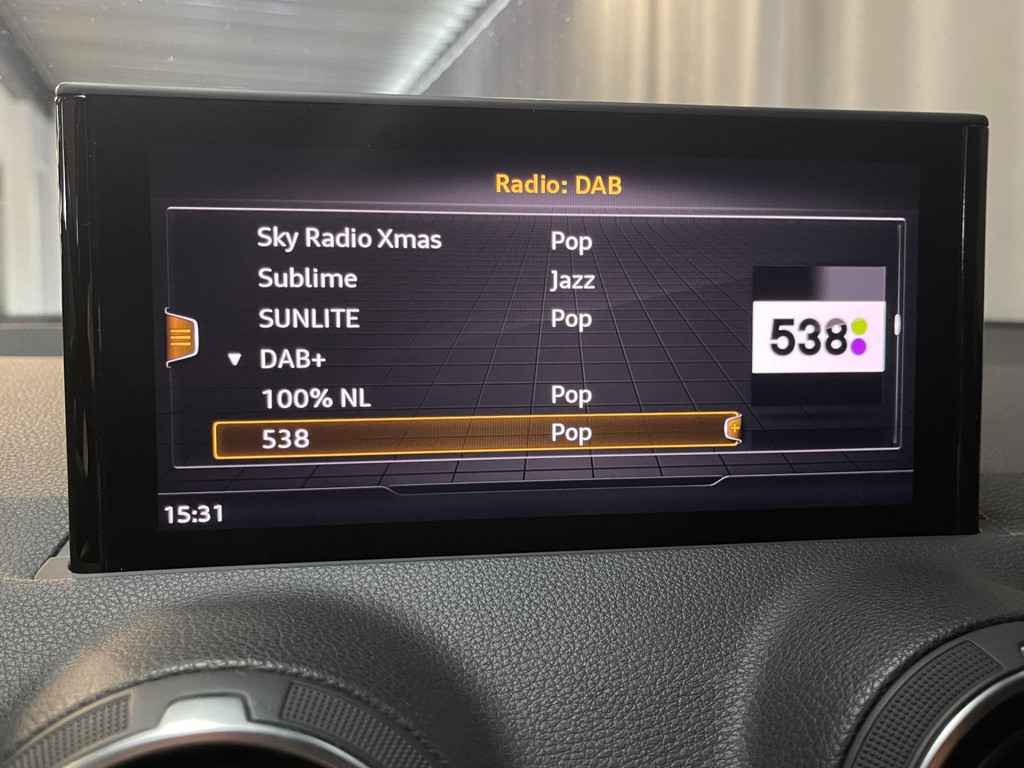 Radio: DAB
Sky Radio Xmas Pop
Sublime Jazz
SUNLITE Pop
538
DAB+
100% NL Pop
538 Pop
15:31